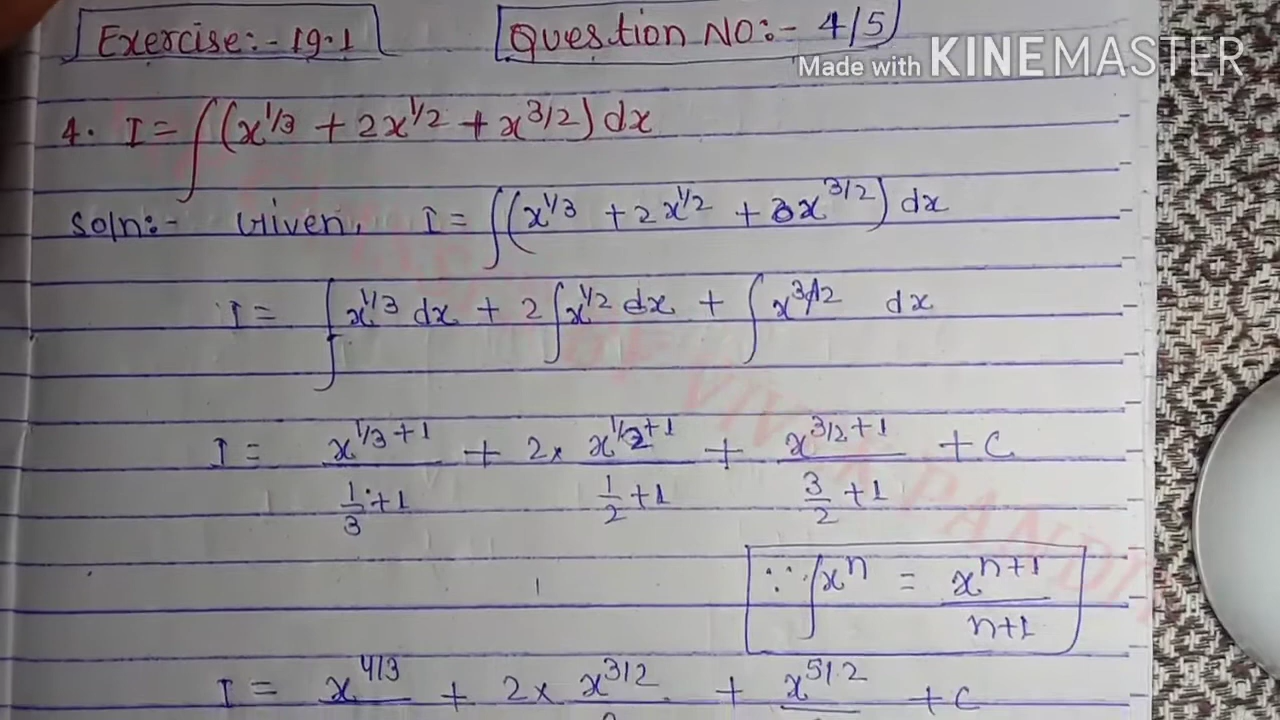 Exercise:- 19.1
Question NO:- 4/5
Made with KINEMASTER
4. I = ∫(x^1/3 + 2x^1/2 + x^3/2) dx
Soln:- Given, I = ∫(x^1/3 + 2x^1/2 + x^3/2) dx
I = ∫x^1/3 dx + 2∫x^1/2 dx + ∫x^3/2 dx
I = x^1/3+1 / 1/3+1 + 2× x^1/2+1 / 1/2+1 + x^3/2+1 / 3/2+1 + C
∵ ∫x^n = x^n+1 / n+1
I = x^4/3 + 2× x^3/2 + x^5/2 + C